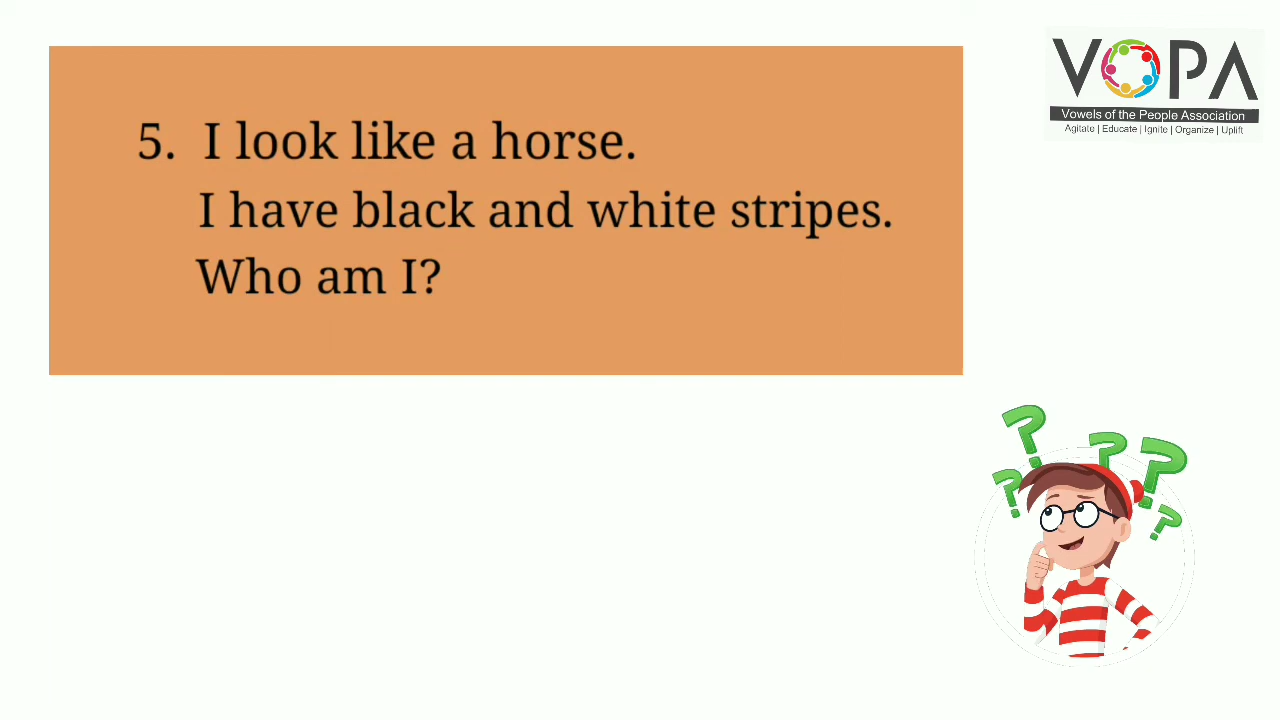 5. I look like a horse.
I have black and white stripes.
Who am I?
VOPA
Vowels of the People Association
Agitate | Educate | Ignite | Organize | Uplift
? ? ? ? ?